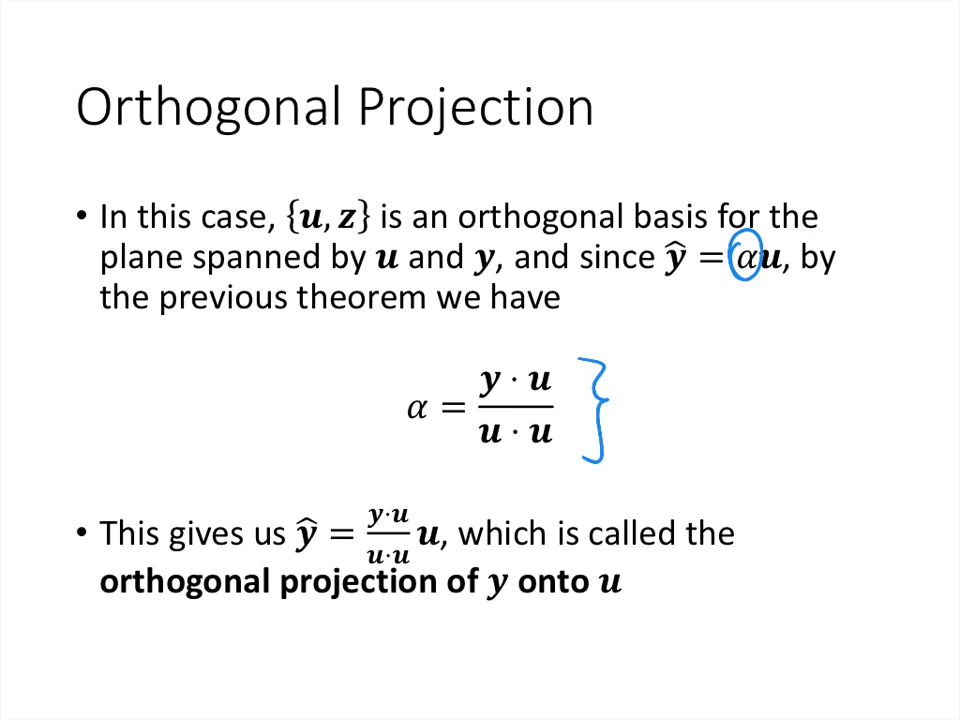 Orthogonal Projection
• In this case, {𝒖, 𝒛} is an orthogonal basis for the
plane spanned by 𝒖 and 𝒚, and since 𝒚̂ = 𝛼𝒖, by
the previous theorem we have
𝛼 = 𝒚 · 𝒖 / 𝒖 · 𝒖
• This gives us 𝒚̂ = 𝒚·𝒖 / 𝒖·𝒖 𝒖, which is called the
orthogonal projection of 𝒚 onto 𝒖